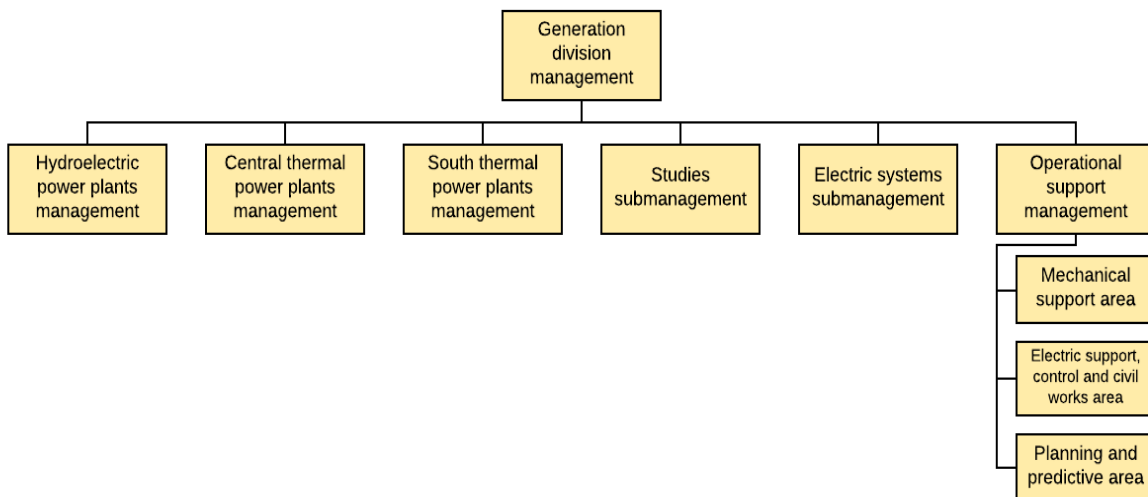 Generation
division
management
Hydroelectric
power plants
management
Central thermal
power plants
management
South thermal
power plants
management
Studies
submanagement
Electric systems
submanagement
Operational
support
management
Mechanical
support area
Electric support,
control and civil
works area
Planning and
predictive area